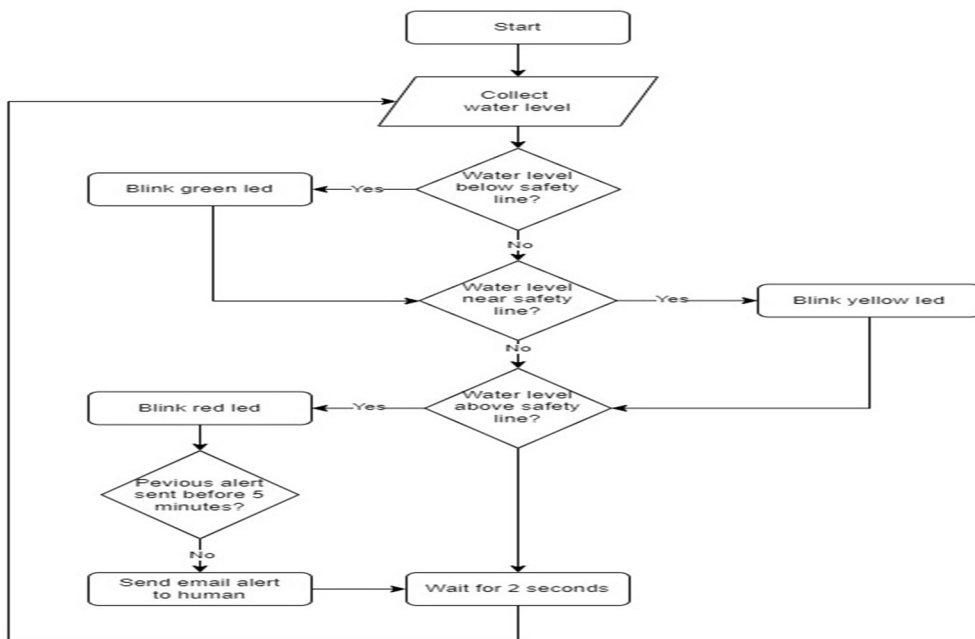 Start
Collect
water level
Water level
below safety
line?
Yes
Blink green led
No
Water level
near safety
line?
Yes
Blink yellow led
No
Water level
above safety
line?
Yes
Blink red led
Pevious alert
sent before 5
minutes?
No
Send email alert
to human
Wait for 2 seconds